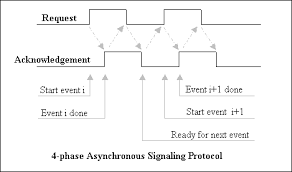 Request
Acknowledgement
Start event i
Event i+1 done
Event i done
Start event i+1
Ready for next event
4-phase Asynchronous Signaling Protocol